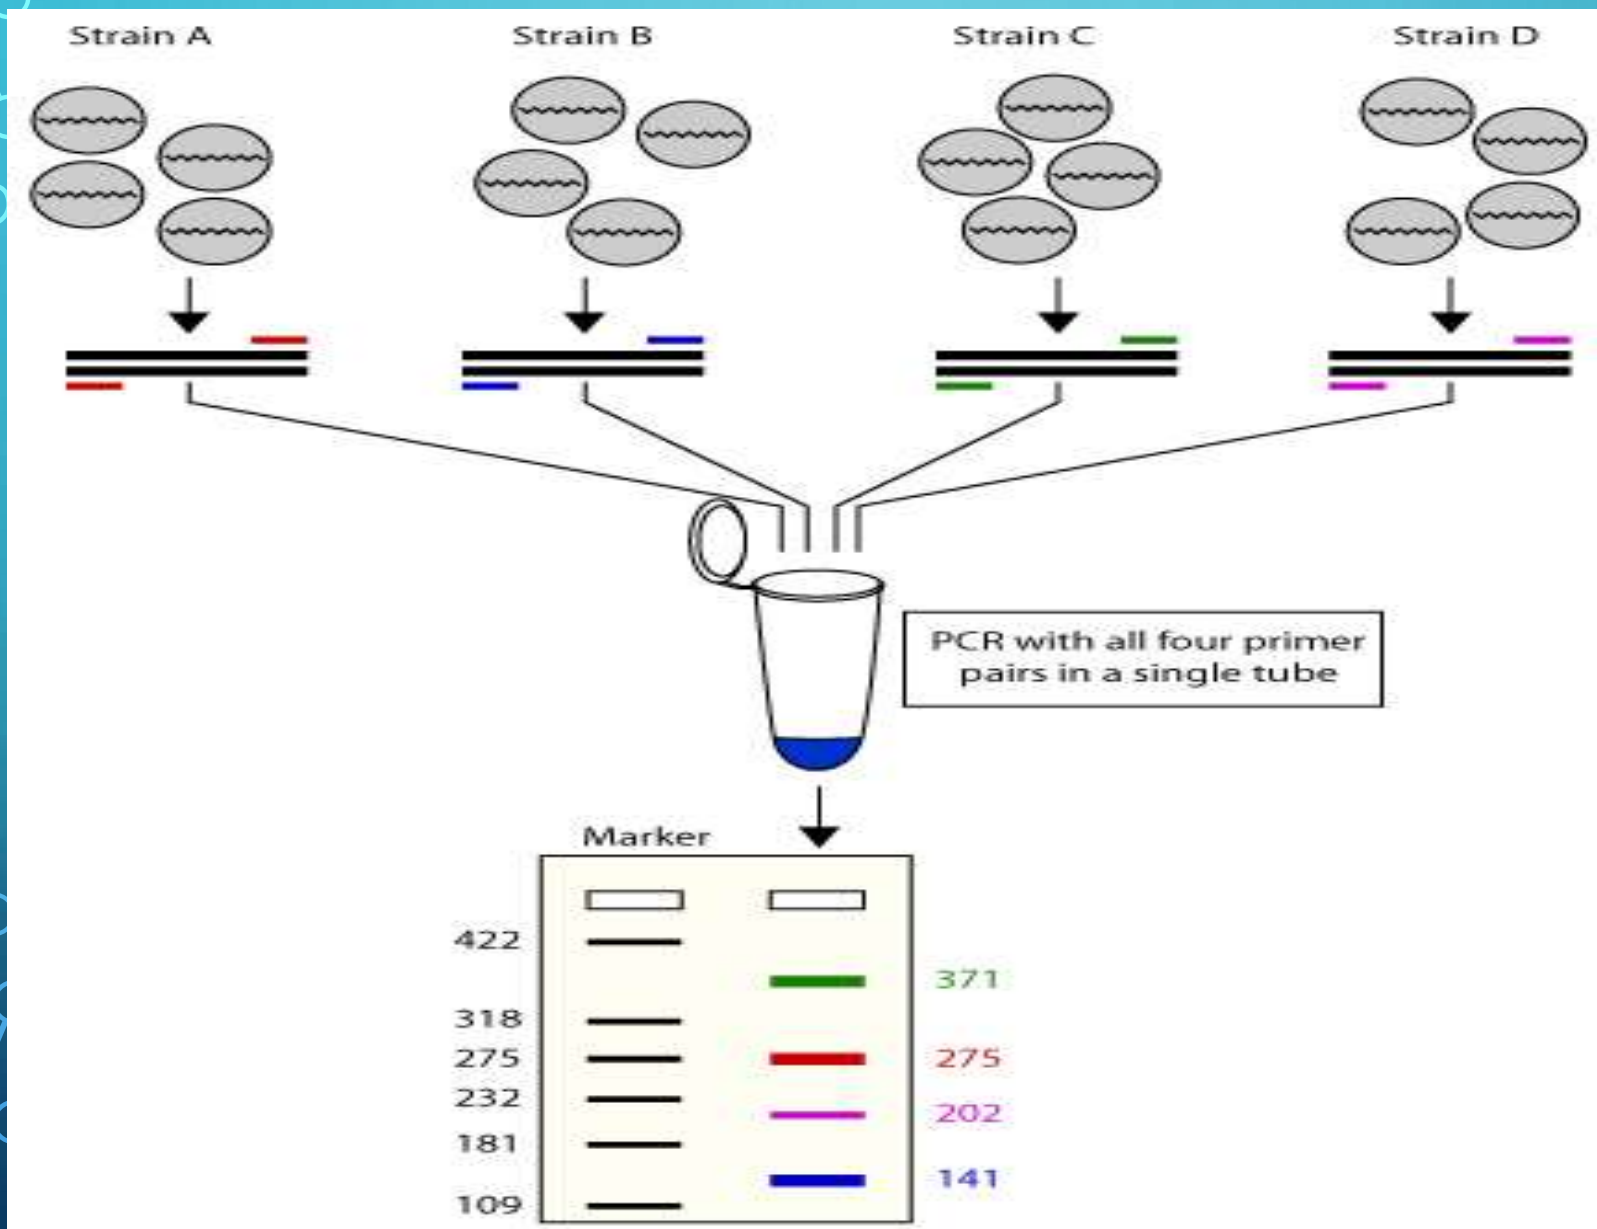 Strain A
Strain B
Strain C
Strain D
PCR with all four primer
pairs in a single tube
Marker
422
371
318
275
275
232
202
181
141
109